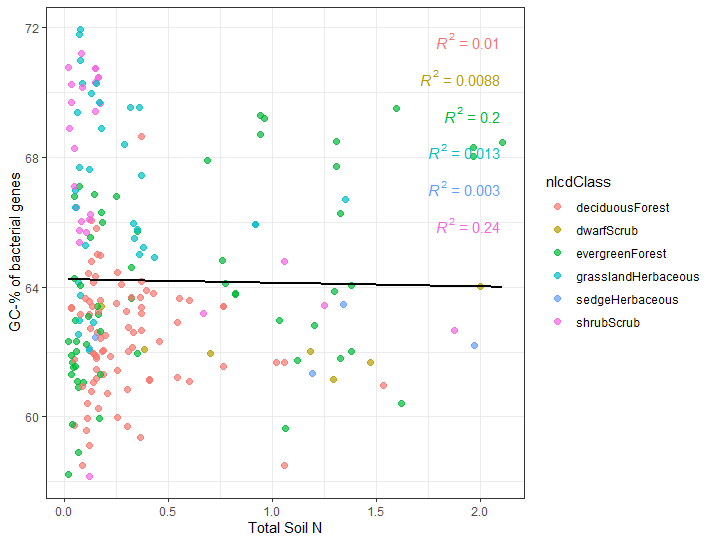 72
68
64
60
GC-% of bacterial genes
R² = 0.01
R² = 0.0088
R² = 0.2
R² = 0.013
R² = 0.003
R² = 0.24
0.0 0.5 1.0 1.5 2.0
Total Soil N
nlcdClass
deciduousForest
dwarfScrub
evergreenForest
grasslandHerbaceous
sedgeHerbaceous
shrubScrub